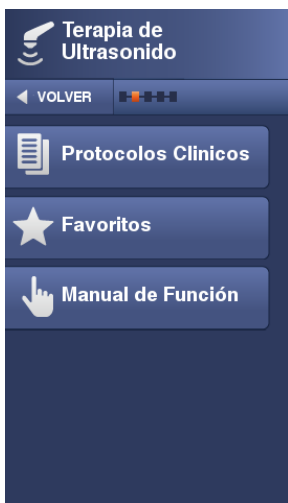 Terapia de
Ultrasonido
VOLVER
Protocolos Clinicos
Favoritos
Manual de Función